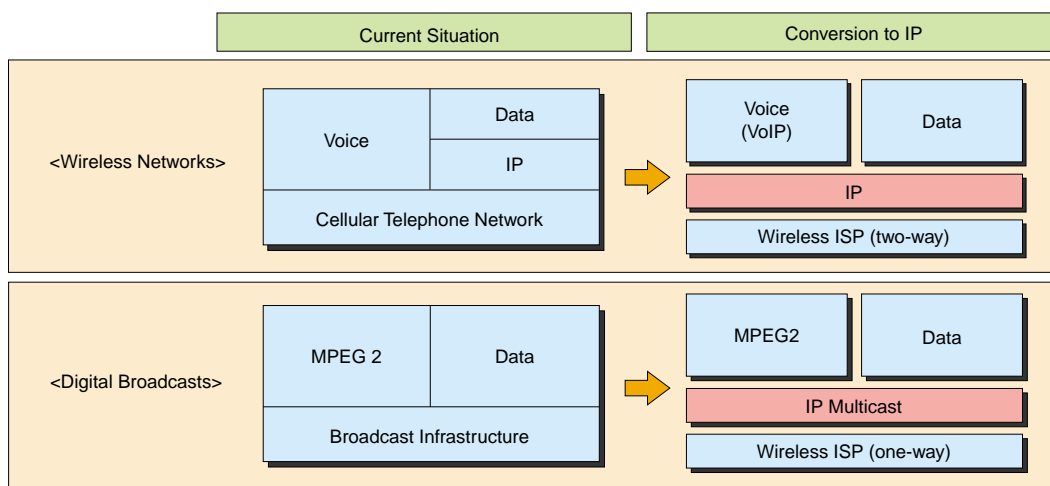 Current Situation
Conversion to IP
<Wireless Networks>
Voice
Data
IP
Cellular Telephone Network
Voice
(VoIP)
Data
IP
Wireless ISP (two-way)
<Digital Broadcasts>
MPEG 2
Data
Broadcast Infrastructure
MPEG2
Data
IP Multicast
Wireless ISP (one-way)